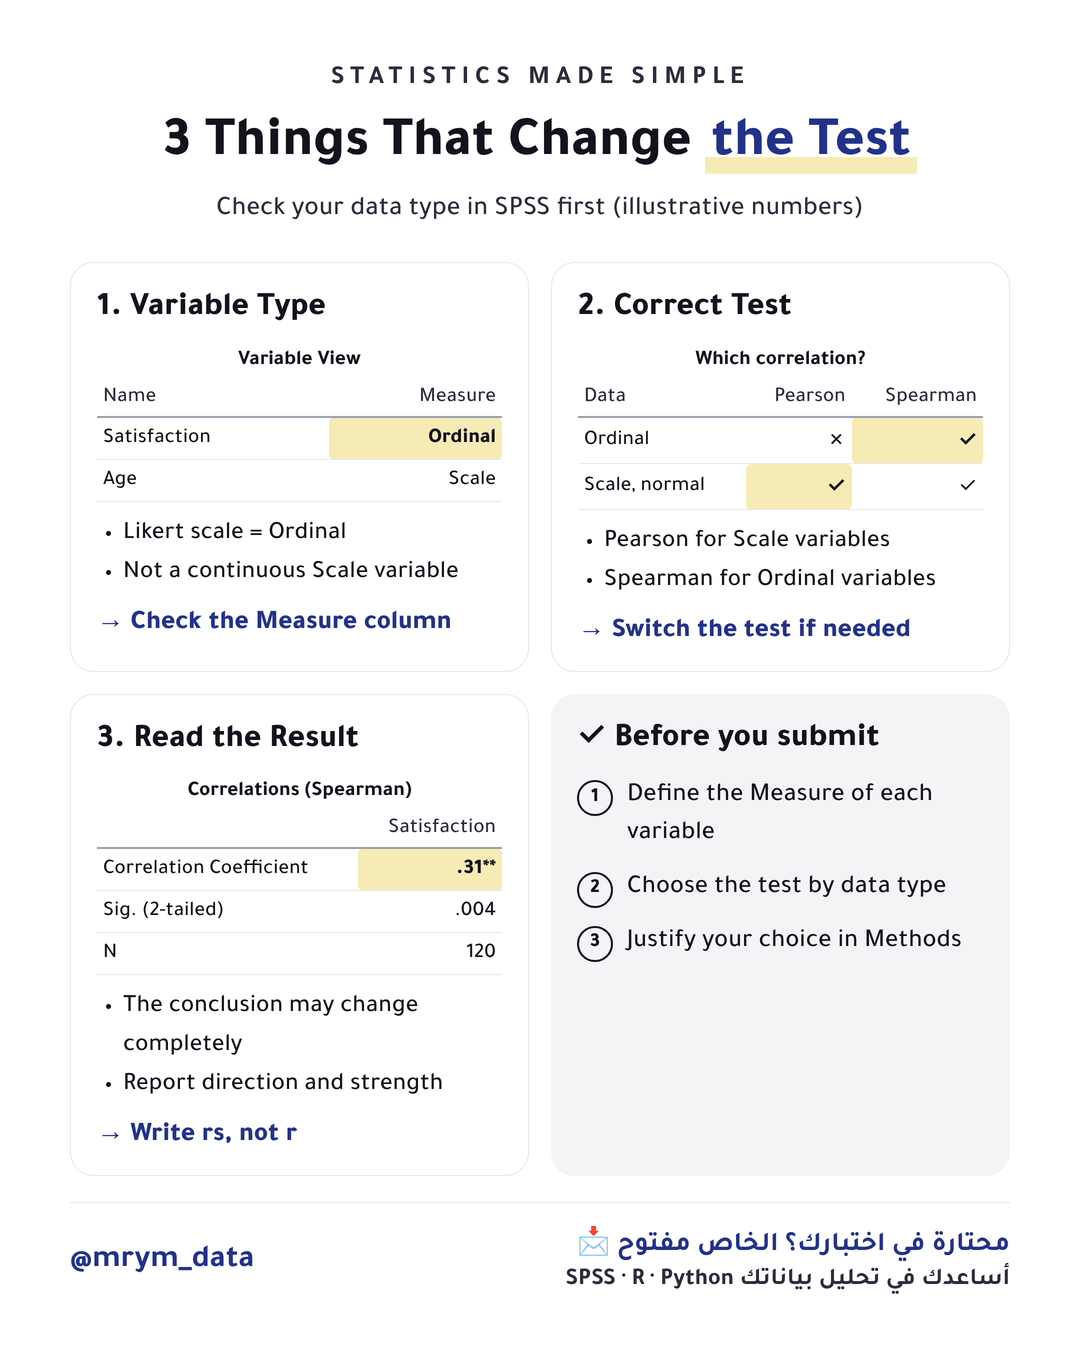 STATISTICS MADE SIMPLE
3 Things That Change the Test
Check your data type in SPSS first (illustrative numbers)
1. Variable Type
Variable View
Name Measure
Satisfaction Ordinal
Age Scale
• Likert scale = Ordinal
• Not a continuous Scale variable
→ Check the Measure column
2. Correct Test
Which correlation?
Data Pearson Spearman
Ordinal × ✓
Scale, normal ✓ ✓
• Pearson for Scale variables
• Spearman for Ordinal variables
→ Switch the test if needed
3. Read the Result
Correlations (Spearman)
Satisfaction
Correlation Coefficient .31**
Sig. (2-tailed) .004
N 120
• The conclusion may change
completely
• Report direction and strength
→ Write rs, not r
✓ Before you submit
1 Define the Measure of each
variable
2 Choose the test by data type
3 Justify your choice in Methods
@mrym_data
محتارة في اختبارك؟ الخاص مفتوح 📩
أساعدك في تحليل بياناتك SPSS · R · Python